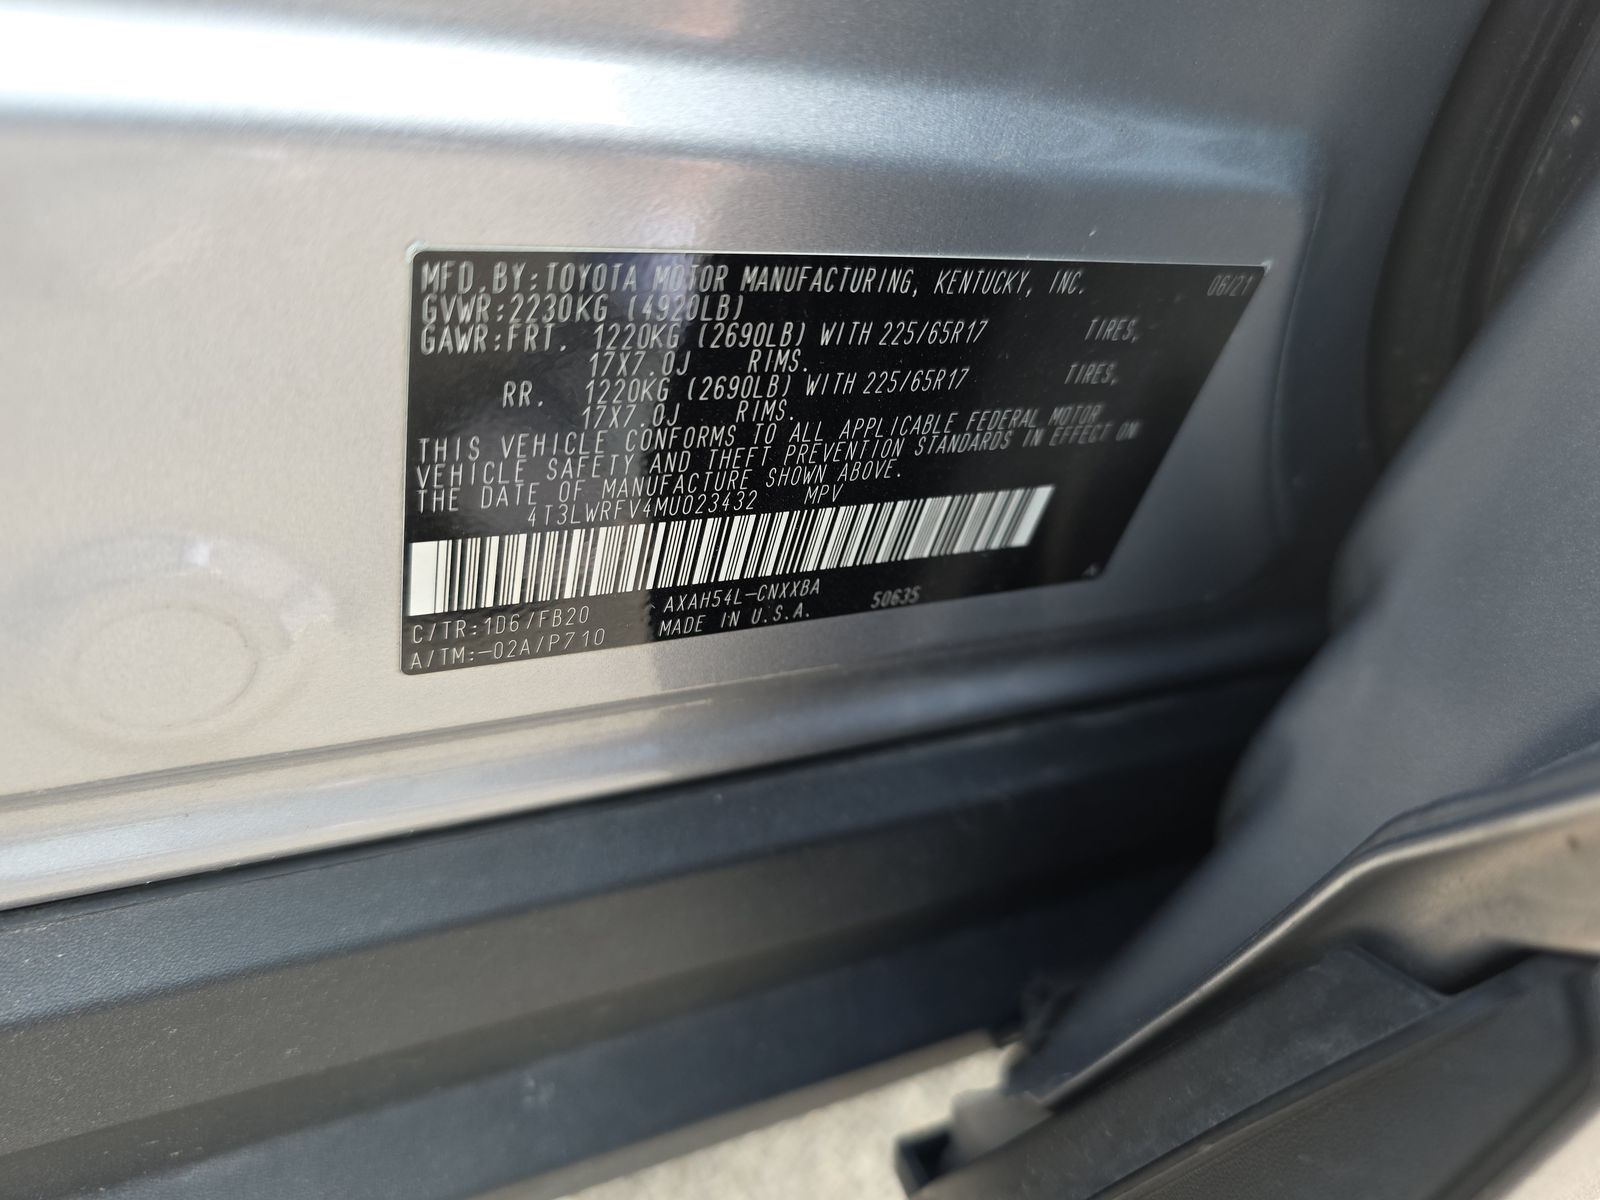 MFD. BY: TOYOTA MOTOR MANUFACTURING, KENTUCKY, INC. 06/21
GVWR: 2230KG (4920LB)
GAWR: FRT. 1220KG (2690LB) WITH 225/65R17 TIRES,
17X7.0J RIMS.
RR. 1220KG (2690LB) WITH 225/65R17 TIRES,
17X7.0J RIMS.
THIS VEHICLE CONFORMS TO ALL APPLICABLE FEDERAL MOTOR
VEHICLE SAFETY AND THEFT PREVENTION STANDARDS IN EFFECT ON
THE DATE OF MANUFACTURE SHOWN ABOVE.
4T3LWRFV4MU023432 MPV
C/TR: 1D6/FB20 AXAH54L-CNXXBA
A/TM: -02A/P710 MADE IN U.S.A. 50635